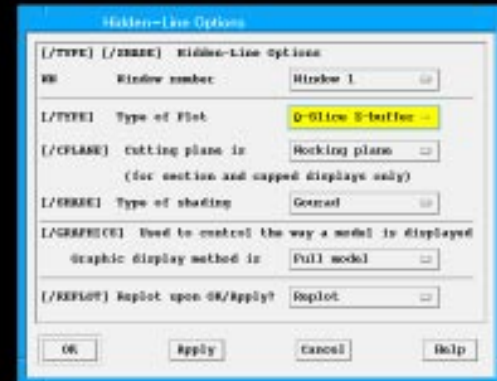 Hidden-Line Options
[/TYPE] [/SHADE] Hidden-Line Options
WN Window number Window 1
[/TYPE] Type of Plot Q-Slice Z-buffer
[/CPLANE] Cutting plane is Working plane
(for section and capped displays only)
[/SHADE] Type of shading Gouraud
[/GRAPHICS] Used to control the way a model is displayed
Graphic display method is Full model
[/REPLOT] Replot upon OK/Apply? Replot
OK Apply Cancel Help